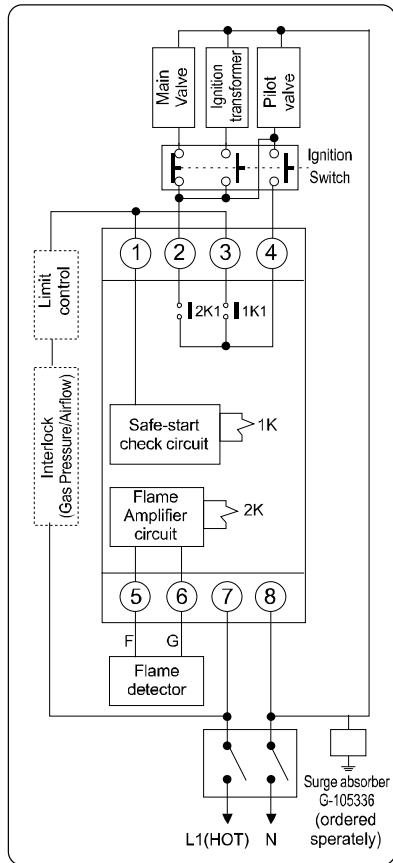 Main
Valve
Ignition
transformer
Pilot
valve
Ignition
Switch
1
2
3
4
Limit
control
2K1
1K1
Interlock
(Gas Pressure/Airflow)
Safe-start
check circuit
1K
Flame
Amplifier
circuit
2K
5
6
7
8
F
G
Flame
detector
Surge absorber
G-105336
(ordered
sperately)
L1(HOT)
N